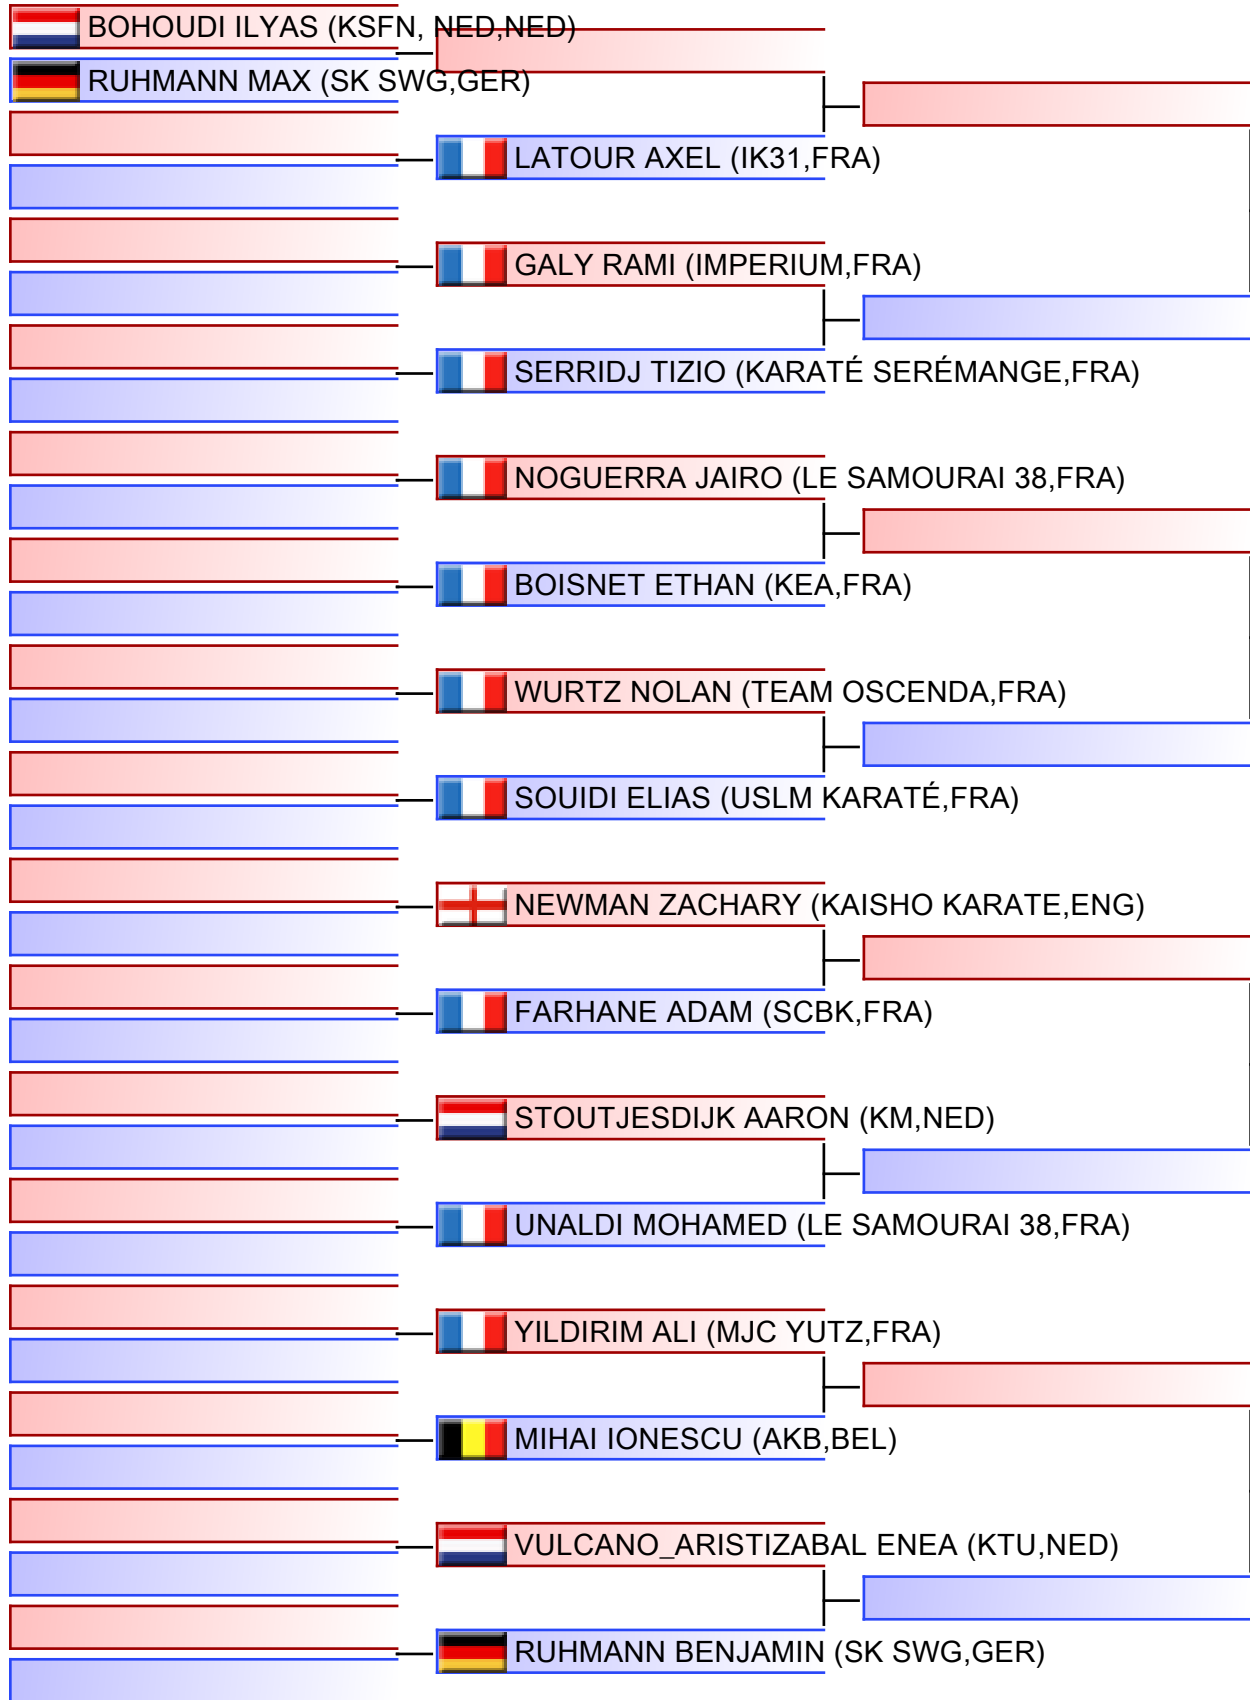 BOHOUDI ILYAS (KSFN, NED,NED)
RUHMANN MAX (SK SWG,GER)
LATOUR AXEL (IK31,FRA)
GALY RAMI (IMPERIUM,FRA)
SERRIDJ TIZIO (KARATÉ SERÉMANGE,FRA)
NOGUERRA JAIRO (LE SAMOURAI 38,FRA)
BOISNET ETHAN (KEA,FRA)
WURTZ NOLAN (TEAM OSCENDA,FRA)
SOUIDI ELIAS (USLM KARATÉ,FRA)
NEWMAN ZACHARY (KAISHO KARATE,ENG)
FARHANE ADAM (SCBK,FRA)
STOUTJESDIJK AARON (KM,NED)
UNALDI MOHAMED (LE SAMOURAI 38,FRA)
YILDIRIM ALI (MJC YUTZ,FRA)
MIHAI IONESCU (AKB,BEL)
VULCANO_ARISTIZABAL ENEA (KTU,NED)
RUHMANN BENJAMIN (SK SWG,GER)